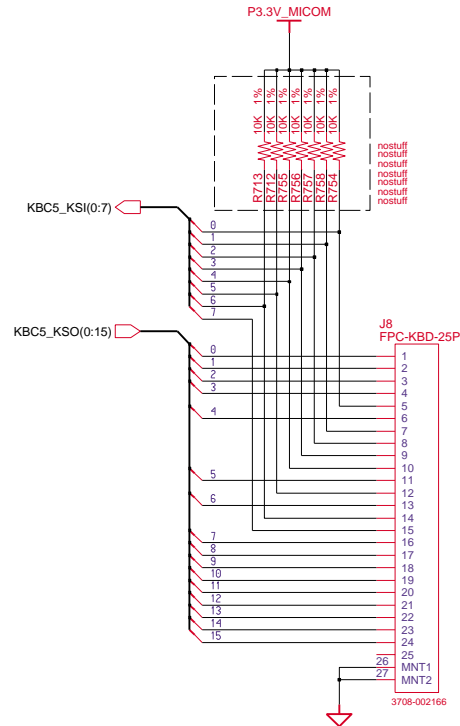 P3.3V_MICOM
10K 1%
10K 1%
10K 1%
10K 1%
10K 1%
10K 1%
10K 1%
R713
R712
R755
R756
R757
R758
R754
nostuff
nostuff
nostuff
nostuff
nostuff
nostuff
nostuff
KBC5_KSI(0:7)
0
1
2
3
4
5
6
7
KBC5_KSO(0:15)
0
1
2
3
4
5
6
7
8
9
10
11
12
13
14
15
J8
FPC-KBD-25P
1
2
3
4
5
6
7
8
9
10
11
12
13
14
15
16
17
18
19
20
21
22
23
24
25
26 MNT1
27 MNT2
3708-002166